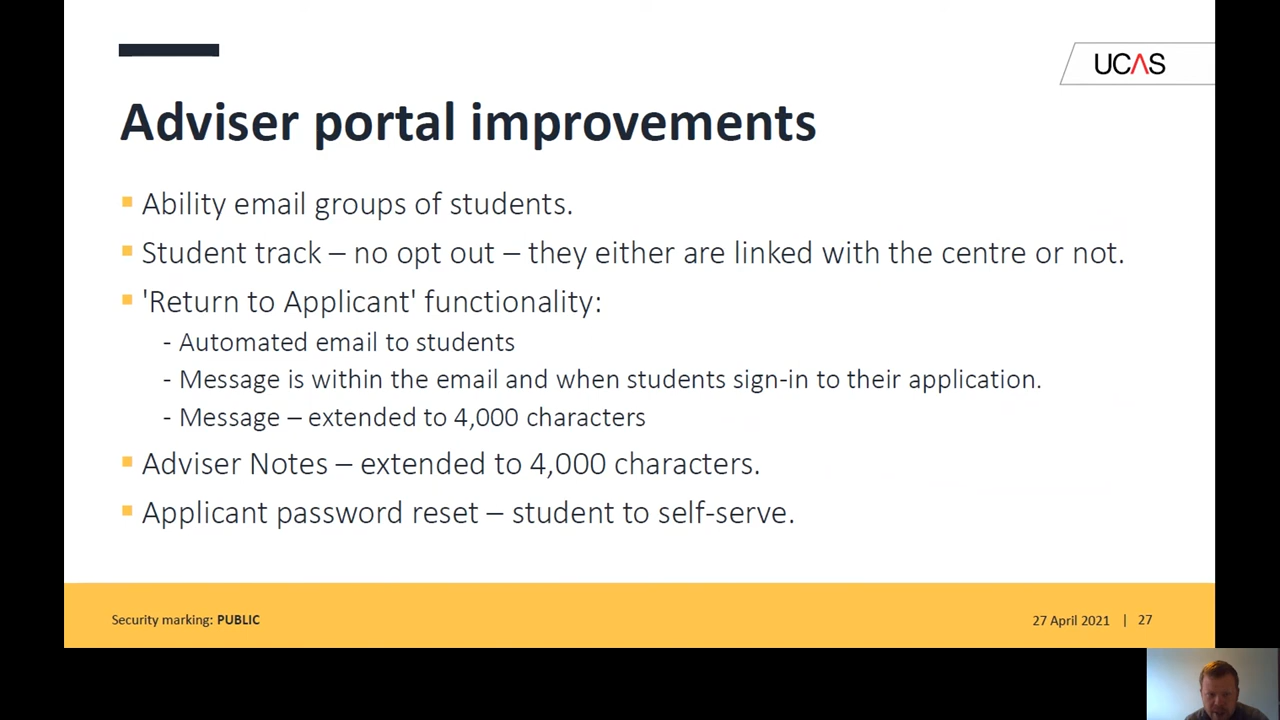 UCAS
Adviser portal improvements
Ability email groups of students.
Student track – no opt out – they either are linked with the centre or not.
'Return to Applicant' functionality:
- Automated email to students
- Message is within the email and when students sign-in to their application.
- Message – extended to 4,000 characters
Adviser Notes – extended to 4,000 characters.
Applicant password reset – student to self-serve.
Security marking: PUBLIC
27 April 2021 | 27